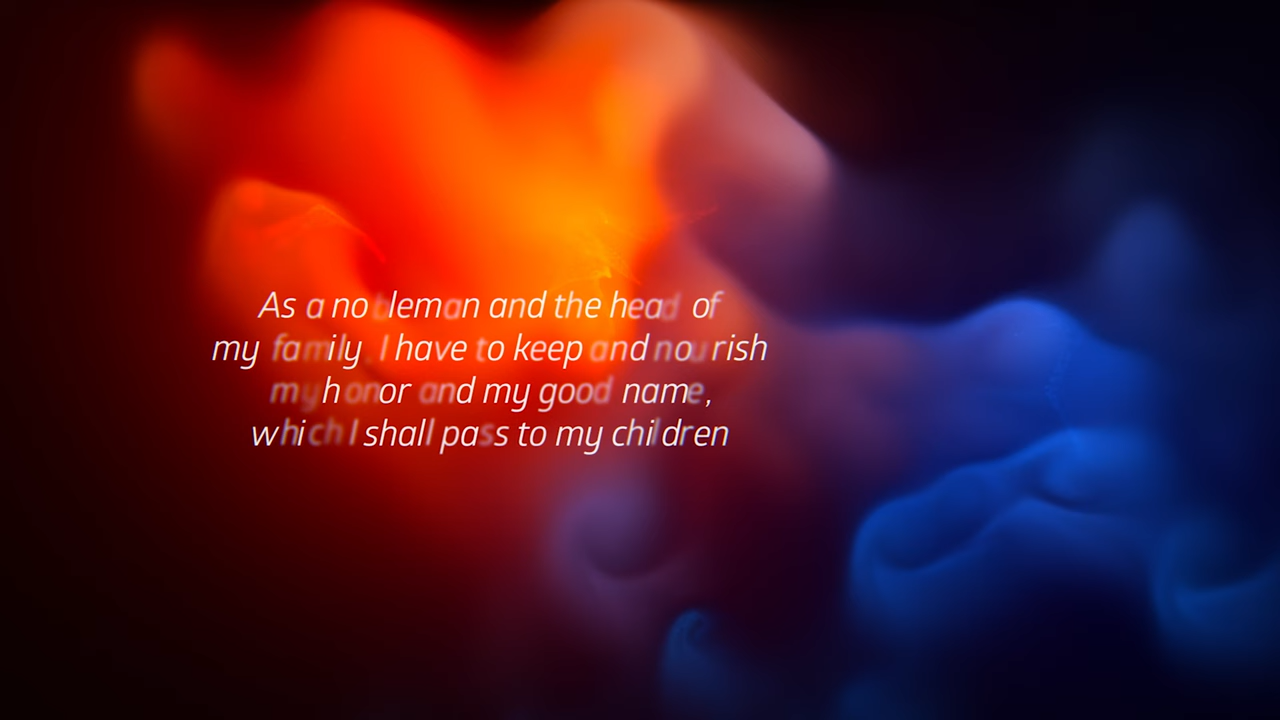 As a nobleman and the head of
my family, I have to keep and nourish
my honor and my good name,
which I shall pass to my children